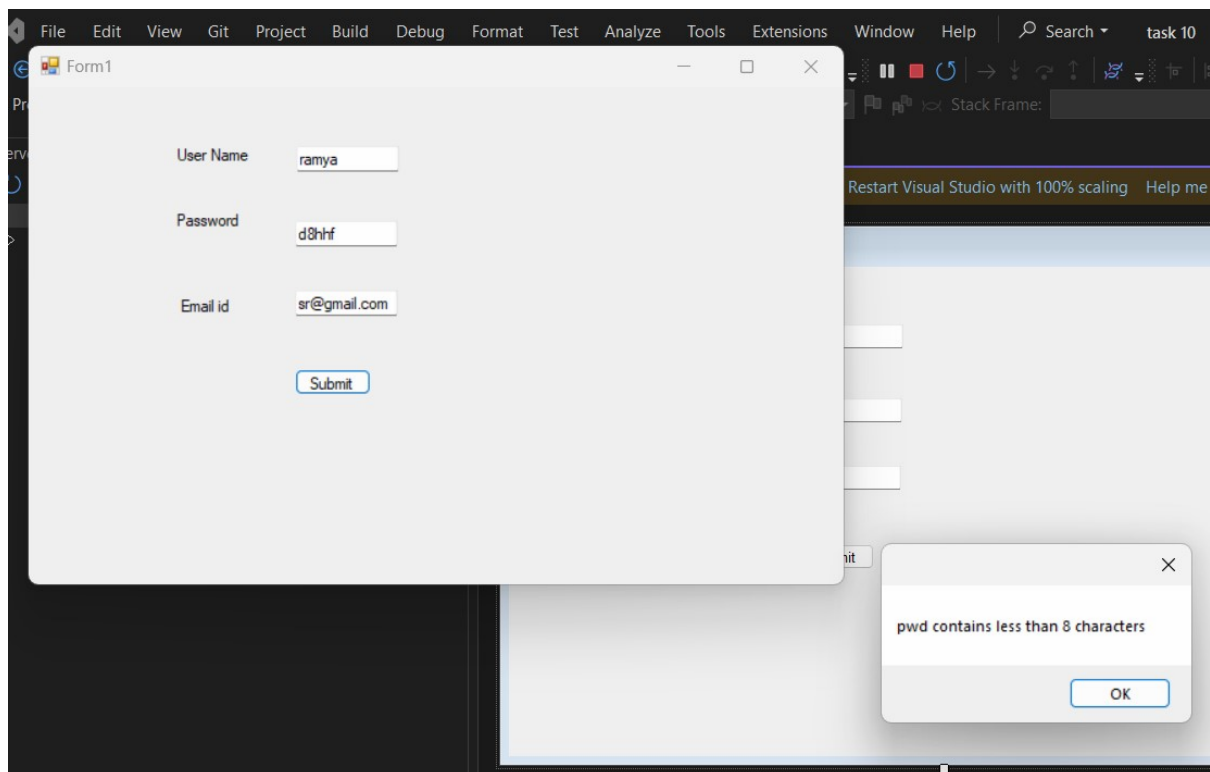 File Edit View Git Project Build Debug Format Test Analyze Tools Extensions Window Help Search task 10
Form1
Stack Frame:
Restart Visual Studio with 100% scaling Help me
User Name ramya
Password d8hhf
Email id sr@gmail.com
Submit
pwd contains less than 8 characters
OK